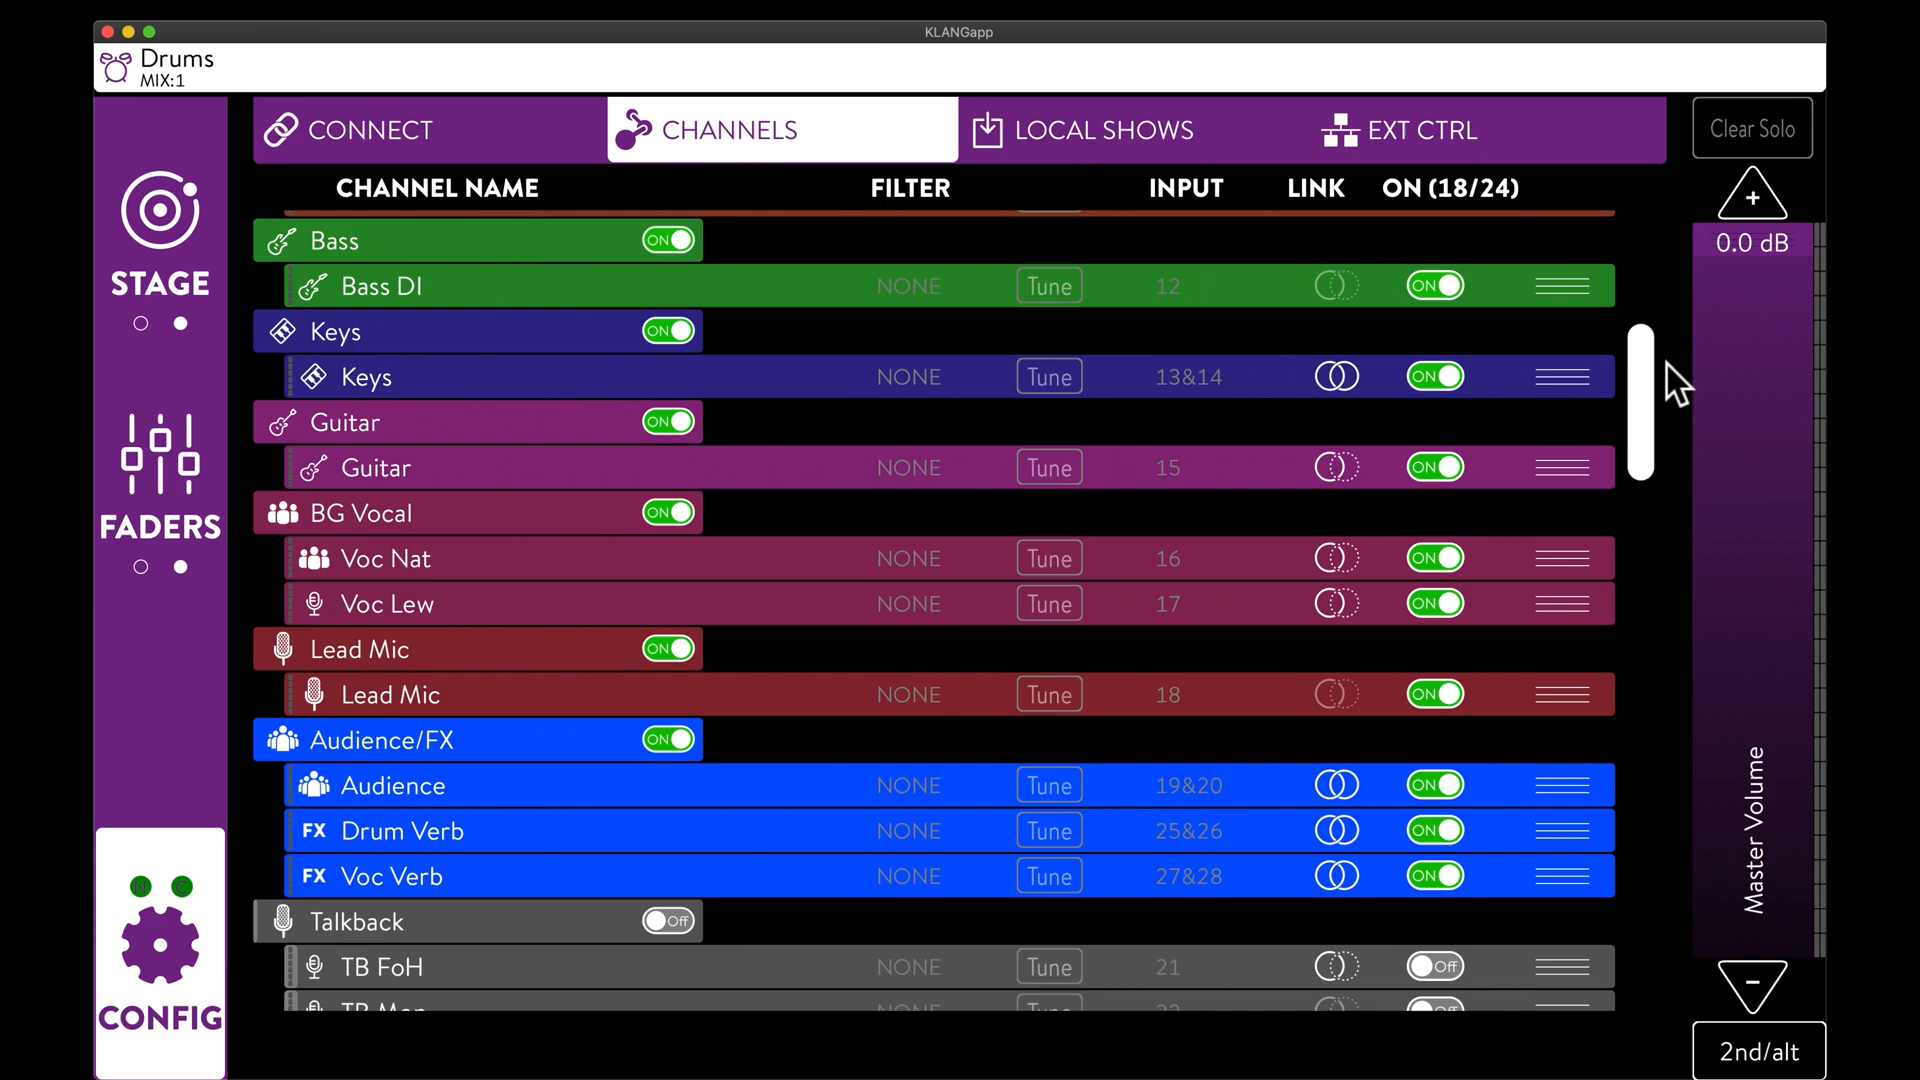 KLANGapp
Drums
MIX:1
CONNECT
CHANNELS
LOCAL SHOWS
EXT CTRL
Clear Solo
CHANNEL NAME FILTER INPUT LINK ON (18/24)
+
0.0 dB
STAGE
FADERS
CONFIG
Bass ON
Bass DI NONE Tune 12 ON
Keys ON
Keys NONE Tune 13&14 ON
Guitar ON
Guitar NONE Tune 15 ON
BG Vocal ON
Voc Nat NONE Tune 16 ON
Voc Lew NONE Tune 17 ON
Lead Mic ON
Lead Mic NONE Tune 18 ON
Audience/FX ON
Audience NONE Tune 19&20 ON
FX Drum Verb NONE Tune 25&26 ON
FX Voc Verb NONE Tune 27&28 ON
Talkback Off
TB FoH NONE Tune 21 Off
Master Volume
-
2nd/alt